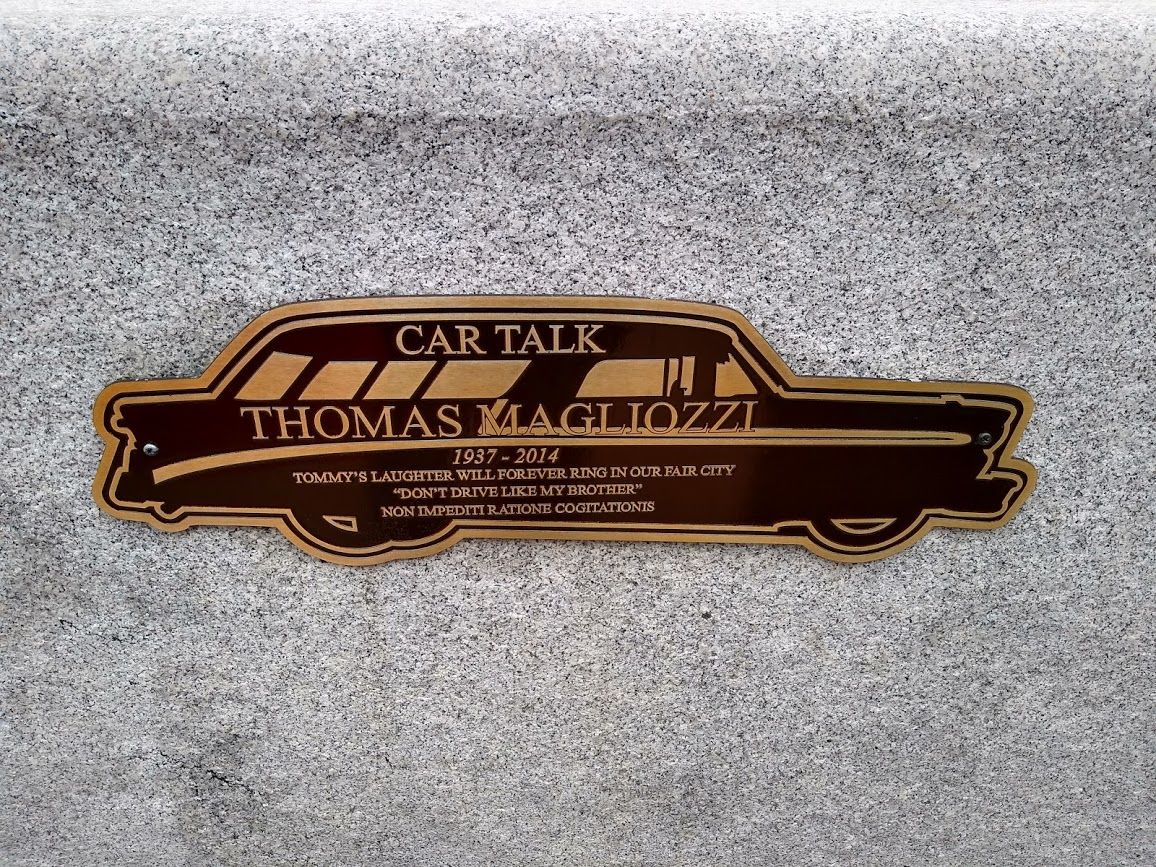 CAR TALK
THOMAS MAGLIOZZI
1937 - 2014
TOMMY'S LAUGHTER WILL FOREVER RING IN OUR FAIR CITY
"DON'T DRIVE LIKE MY BROTHER"
NON IMPEDITI RATIONE COGITATIONIS